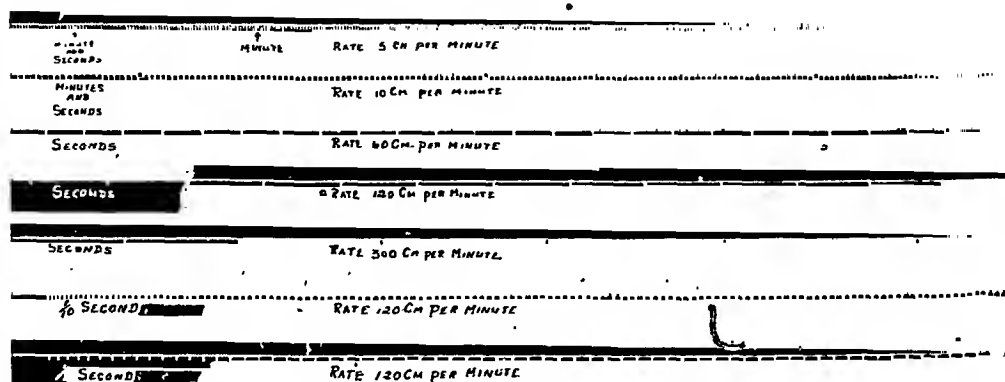 MINUTE AND SECONDS
MINUTE
RATE 5 CM PER MINUTE
MINUTES AND SECONDS
RATE 10 CM PER MINUTE
SECONDS
RATE 60 CM PER MINUTE
SECONDS
RATE 120 CM PER MINUTE
SECONDS
RATE 300 CM PER MINUTE
SECOND
RATE 120 CM PER MINUTE
SECOND
RATE 120 CM PER MINUTE